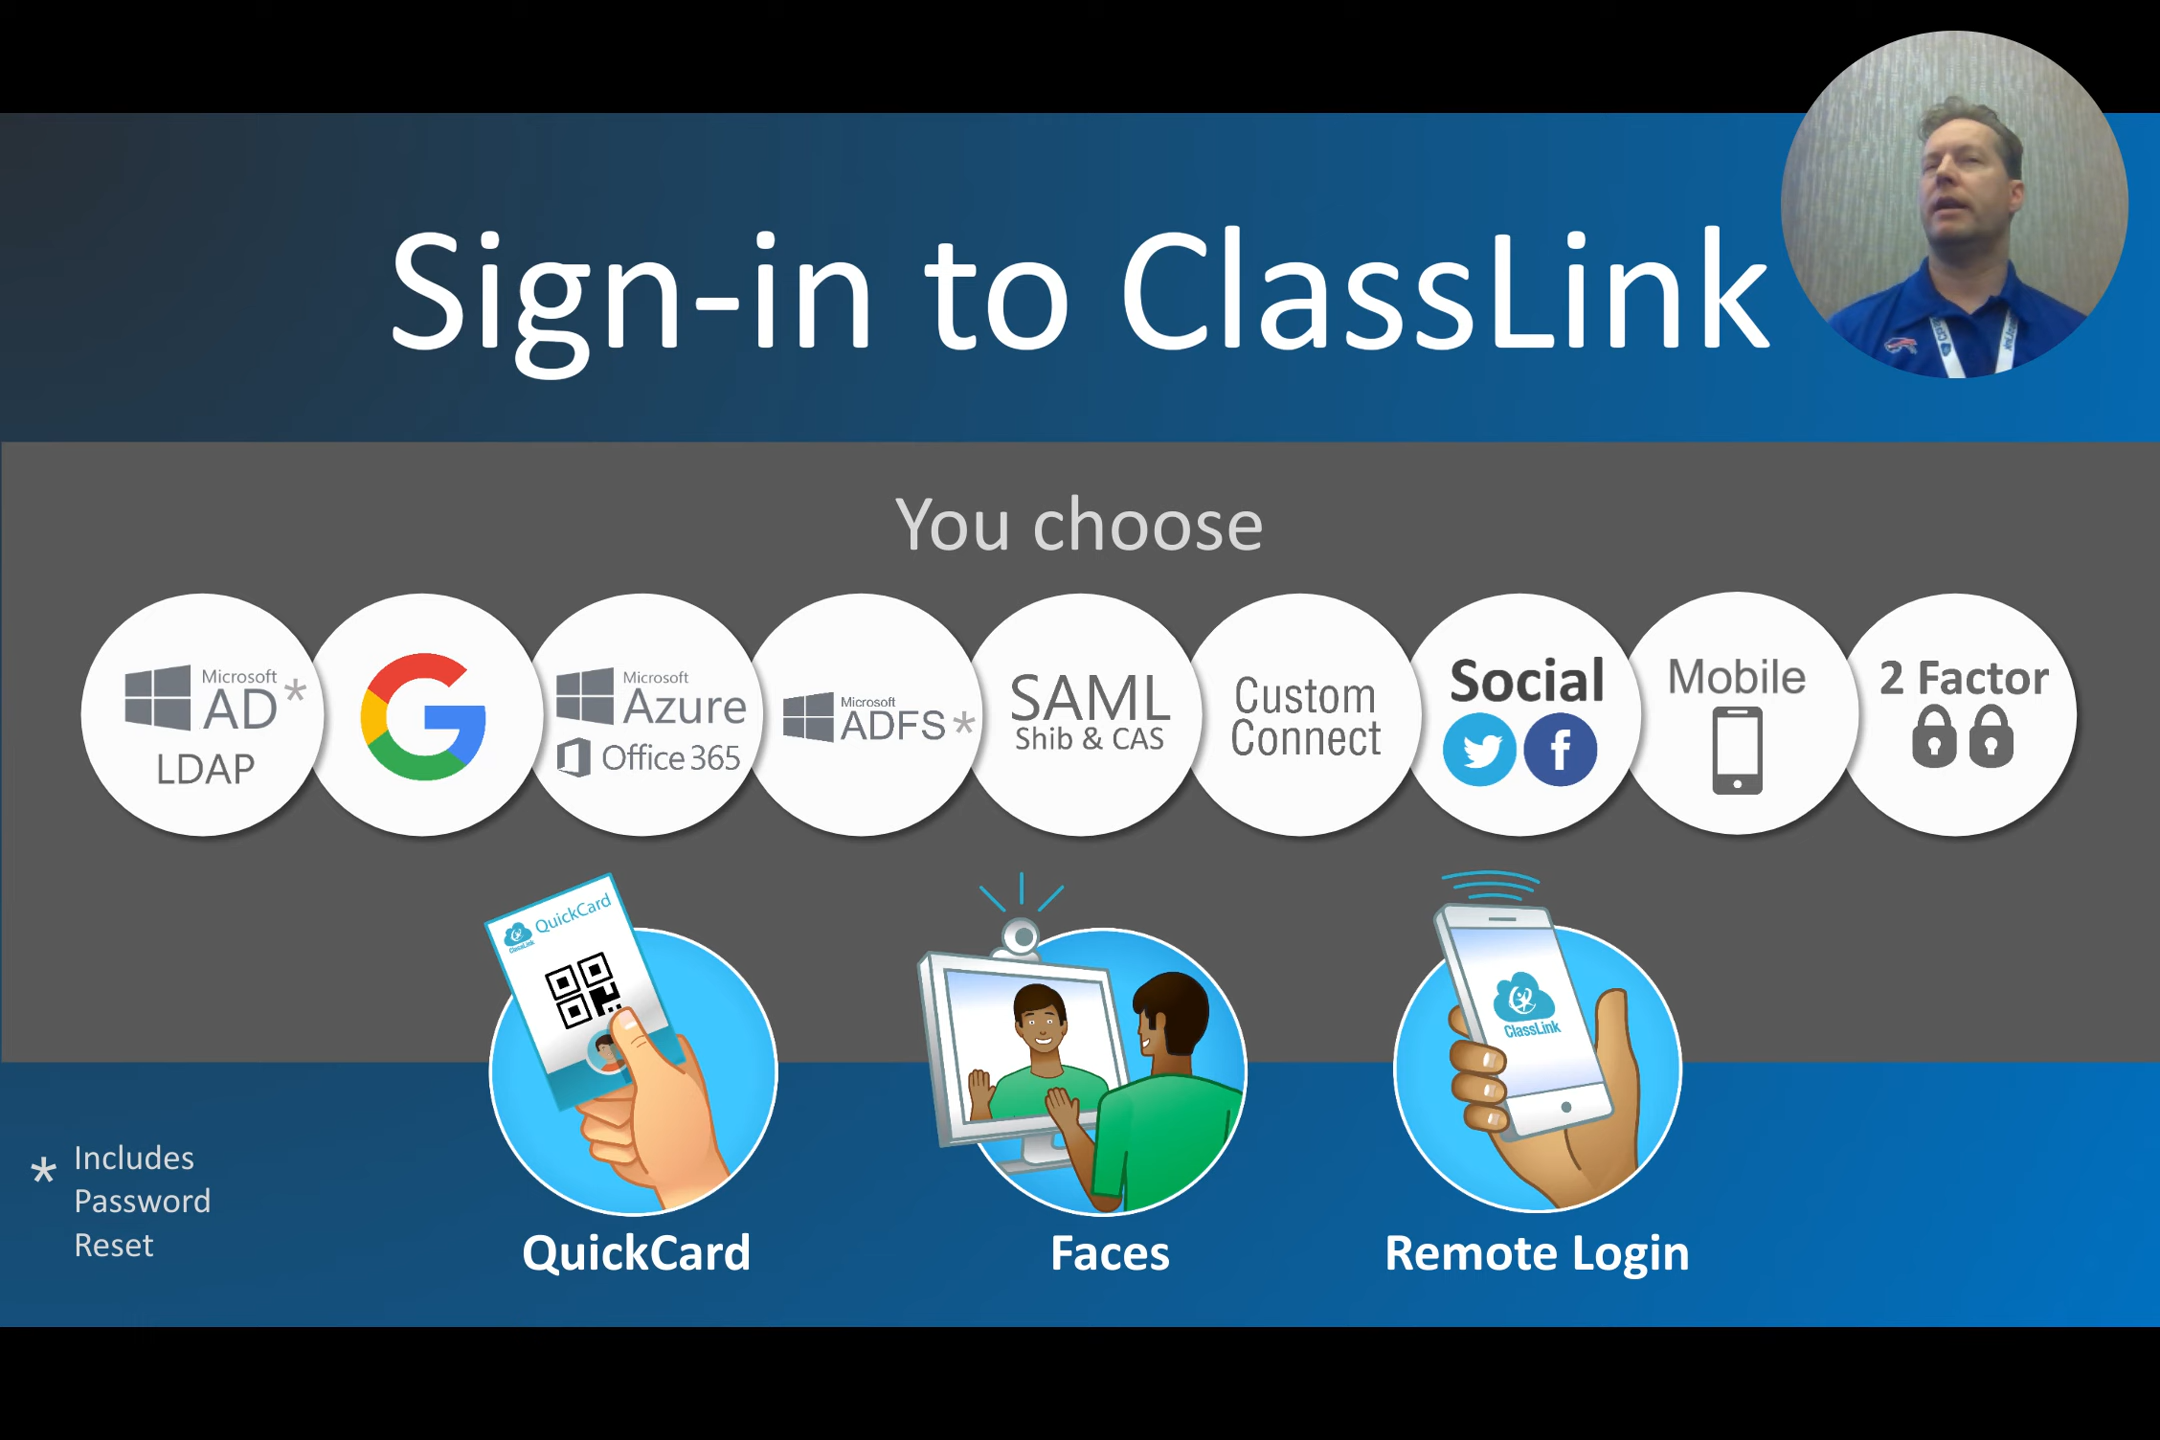 Sign-in to ClassLink
You choose
Microsoft
AD*
LDAP
Microsoft
Azure
Office 365
Microsoft
ADFS*
SAML
Shib & CAS
Custom
Connect
Social
Mobile
2 Factor
ClassLink
QuickCard
ClassLink
QuickCard
Faces
Remote Login
* Includes
Password
Reset